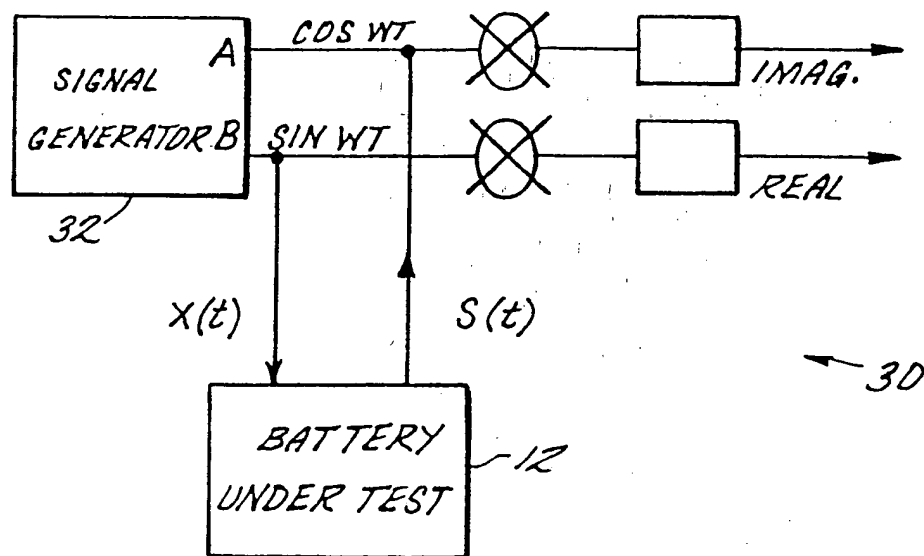 COS WT
A
SIGNAL
GENERATOR
B
SIN WT
IMAG.
REAL
32
X(t)
S(t)
30
BATTERY
UNDER TEST
12